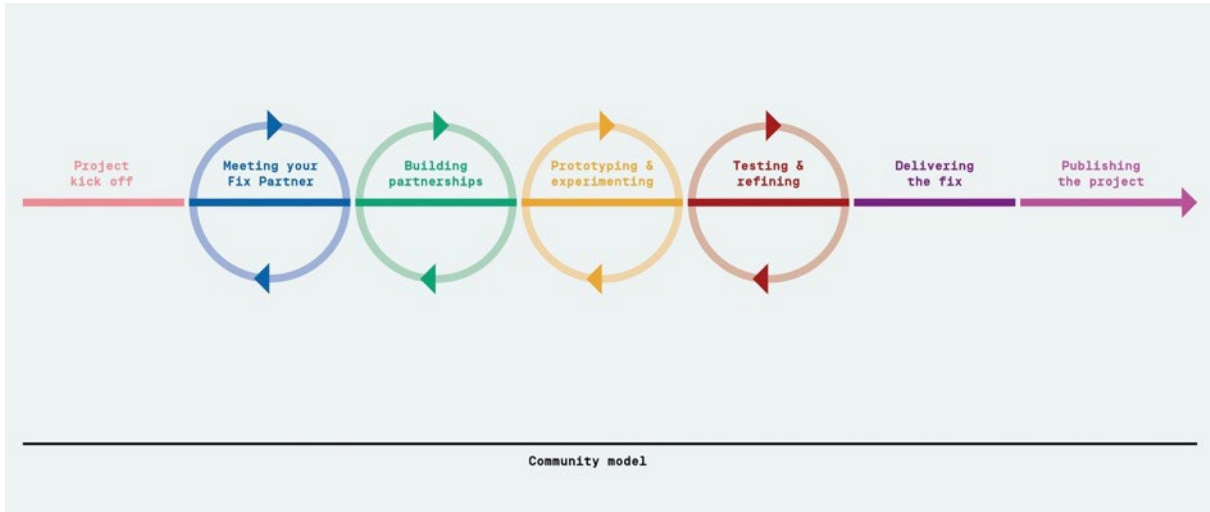 Project
kick off
Meeting your
Fix Partner
Building
partnerships
Prototyping &
experimenting
Testing &
refining
Delivering
the fix
Publishing
the project
Community model